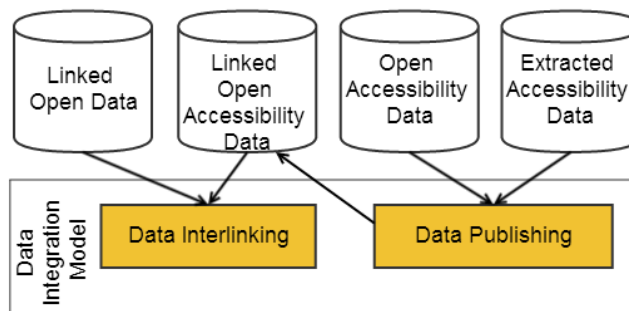 Linked
Open Data
Linked
Open
Accessibility
Data
Open
Accessibility
Data
Extracted
Accessibility
Data
Data
Integration
Model
Data Interlinking
Data Publishing